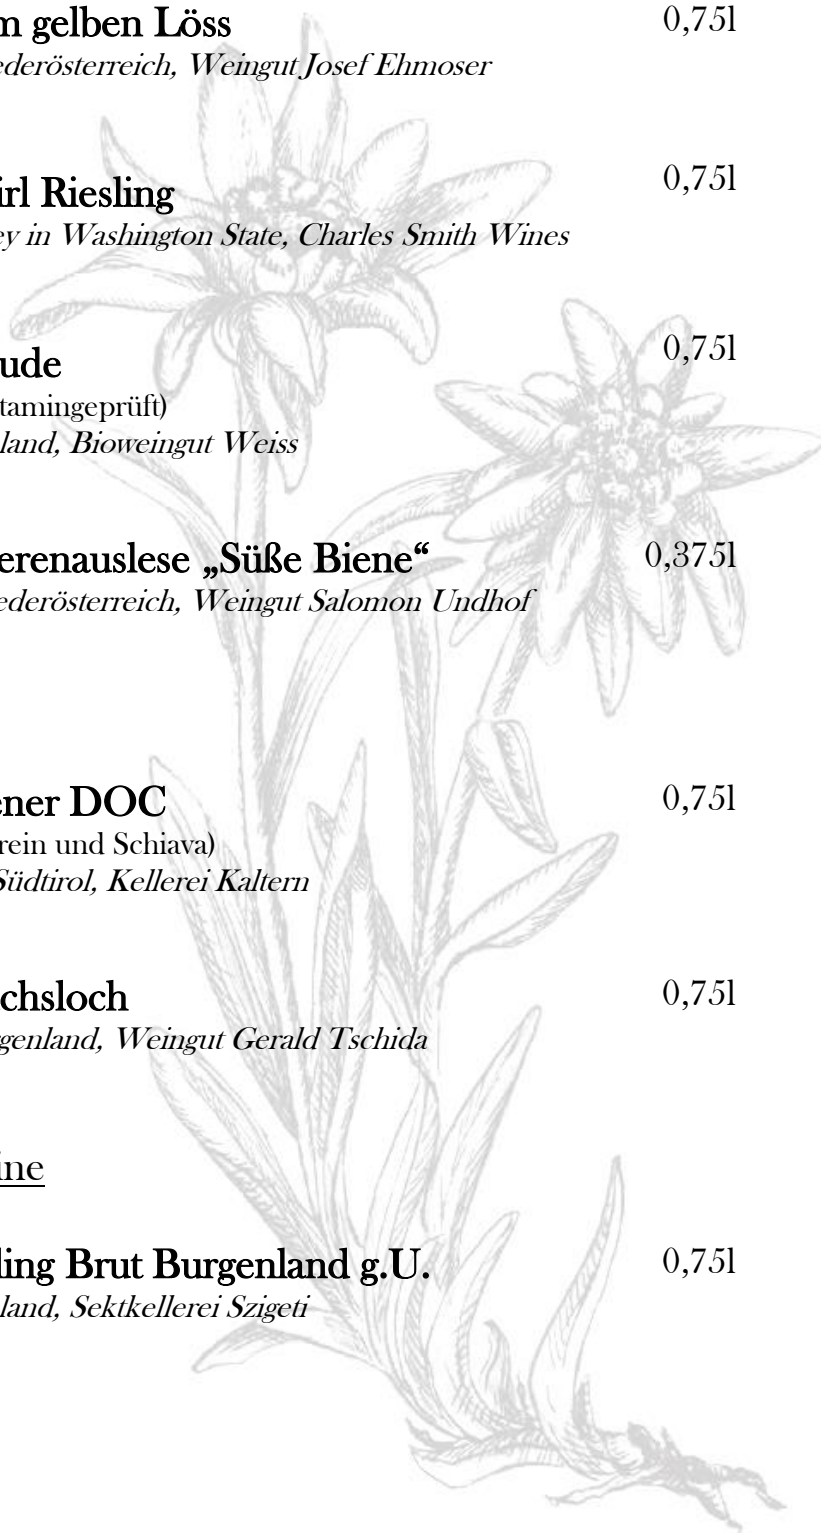 m gelben Löss 0,75l
ederösterreich, Weingut Josef Ehmoser
irl Riesling 0,75l
ey in Washington State, Charles Smith Wines
ude 0,75l
tamingeprüft)
land, Bioweingut Weiss
erenauslese „Süße Biene“ 0,375l
ederösterreich, Weingut Salomon Undhof
ener DOC 0,75l
rein und Schiava)
Südtirol, Kellerei Kaltern
chsloch 0,75l
genland, Weingut Gerald Tschida
ine
ling Brut Burgenland g.U. 0,75l
land, Sektkellerei Szigeti